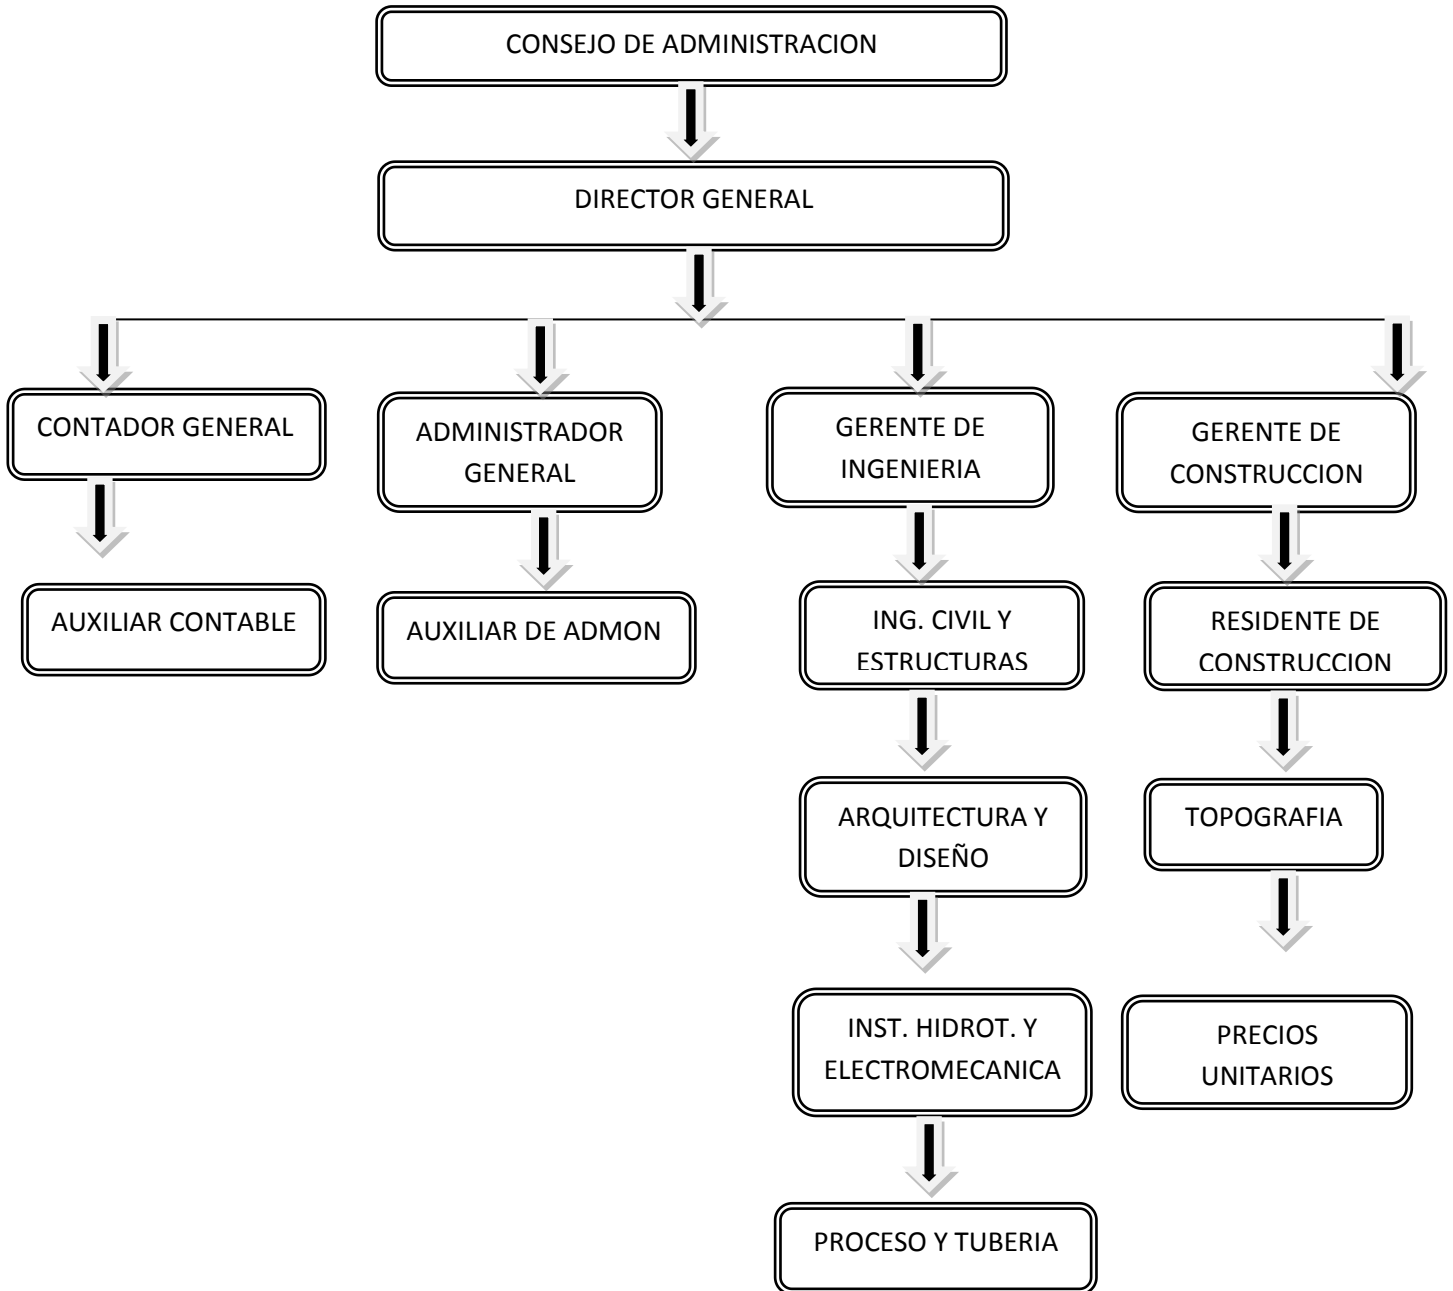 CONSEJO DE ADMINISTRACION
DIRECTOR GENERAL
CONTADOR GENERAL
ADMINISTRADOR
GENERAL
GERENTE DE
INGENIERIA
GERENTE DE
CONSTRUCCION
AUXILIAR CONTABLE
AUXILIAR DE ADMON
ING. CIVIL Y
ESTRUCTURAS
RESIDENTE DE
CONSTRUCCION
ARQUITECTURA Y
DISEÑO
TOPOGRAFIA
INST. HIDROT. Y
ELECTROMECANICA
PRECIOS
UNITARIOS
PROCESO Y TUBERIA